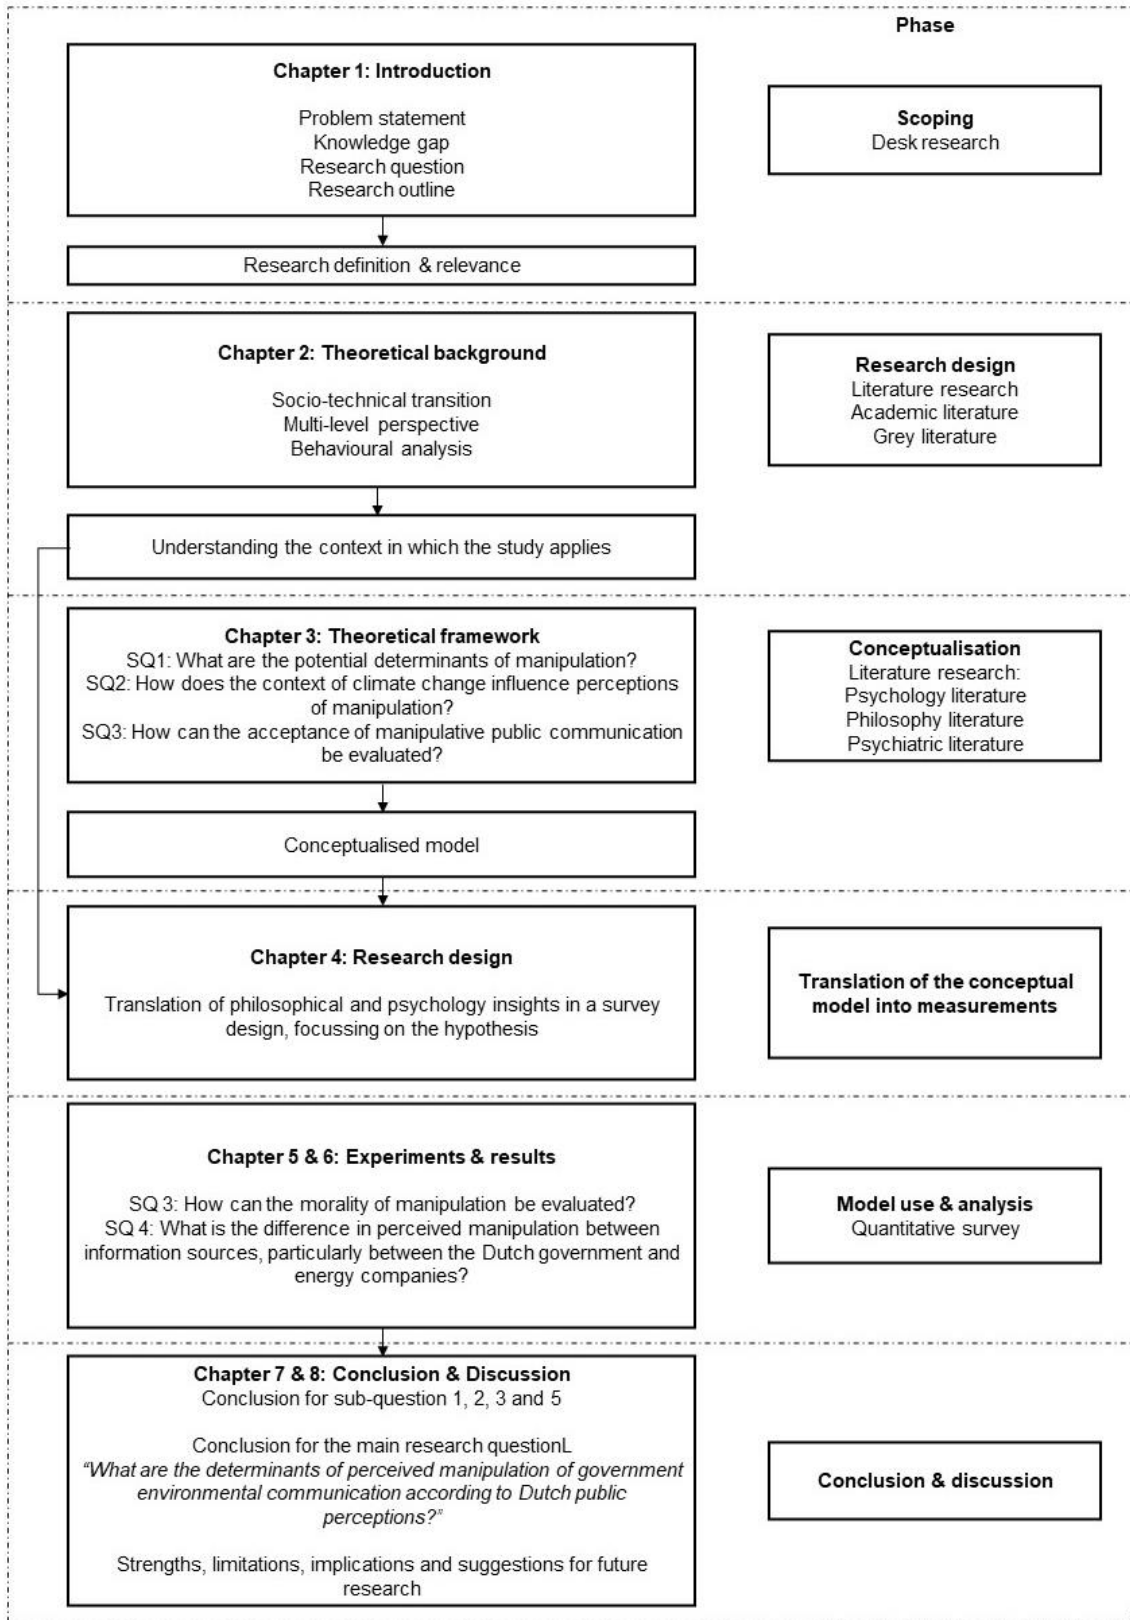 Phase
Chapter 1: Introduction
Problem statement
Knowledge gap
Research question
Research outline
Scoping
Desk research
Research definition & relevance
Chapter 2: Theoretical background
Socio-technical transition
Multi-level perspective
Behavioural analysis
Research design
Literature research
Academic literature
Grey literature
Understanding the context in which the study applies
Chapter 3: Theoretical framework
SQ1: What are the potential determinants of manipulation?
SQ2: How does the context of climate change influence perceptions
of manipulation?
SQ3: How can the acceptance of manipulative public communication
be evaluated?
Conceptualisation
Literature research:
Psychology literature
Philosophy literature
Psychiatric literature
Conceptualised model
Chapter 4: Research design
Translation of philosophical and psychology insights in a survey
design, focussing on the hypothesis
Translation of the conceptual
model into measurements
Chapter 5 & 6: Experiments & results
SQ 3: How can the morality of manipulation be evaluated?
SQ 4: What is the difference in perceived manipulation between
information sources, particularly between the Dutch government and
energy companies?
Model use & analysis
Quantitative survey
Chapter 7 & 8: Conclusion & Discussion
Conclusion for sub-question 1, 2, 3 and 5
Conclusion for the main research questionL
“What are the determinants of perceived manipulation of government
environmental communication according to Dutch public
perceptions?”
Strengths, limitations, implications and suggestions for future
research
Conclusion & discussion